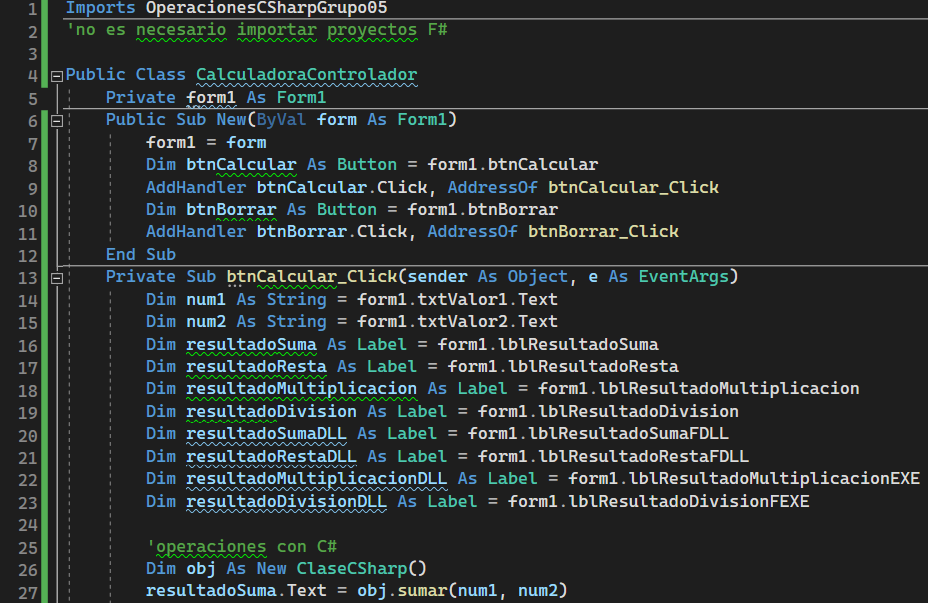 1 Imports OperacionesCSharpGrupo05
2 'no es necesario importar proyectos F#
3
4 Public Class CalculadoraControlador
5 Private form1 As Form1
6 Public Sub New(ByVal form As Form1)
7 form1 = form
8 Dim btnCalcular As Button = form1.btnCalcular
9 AddHandler btnCalcular.Click, AddressOf btnCalcular_Click
10 Dim btnBorrar As Button = form1.btnBorrar
11 AddHandler btnBorrar.Click, AddressOf btnBorrar_Click
12 End Sub
13 Private Sub btnCalcular_Click(sender As Object, e As EventArgs)
14 Dim num1 As String = form1.txtValor1.Text
15 Dim num2 As String = form1.txtValor2.Text
16 Dim resultadoSuma As Label = form1.lblResultadoSuma
17 Dim resultadoResta As Label = form1.lblResultadoResta
18 Dim resultadoMultiplicacion As Label = form1.lblResultadoMultiplicacion
19 Dim resultadoDivision As Label = form1.lblResultadoDivision
20 Dim resultadoSumaDLL As Label = form1.lblResultadoSumaFDLL
21 Dim resultadoRestaDLL As Label = form1.lblResultadoRestaFDLL
22 Dim resultadoMultiplicacionDLL As Label = form1.lblResultadoMultiplicacionEXE
23 Dim resultadoDivisionDLL As Label = form1.lblResultadoDivisionFEXE
24
25 'operaciones con C#
26 Dim obj As New ClaseCSharp()
27 resultadoSuma.Text = obj.sumar(num1, num2)